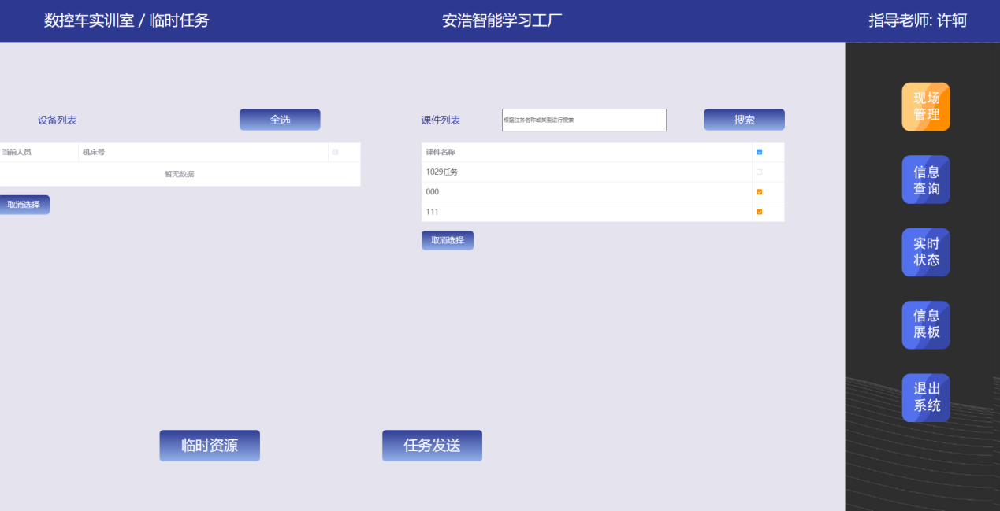 数控车实训室 / 临时任务
安浩智能学习工厂
指导老师: 许轲
设备列表
全选
当前人员
机床号
暂无数据
取消选择
课件列表
根据任务名称或类型进行搜索
搜索
课件名称
1029任务
000
111
取消选择
临时资源
任务发送
现场
管理
信息
查询
实时
状态
信息
展板
退出
系统